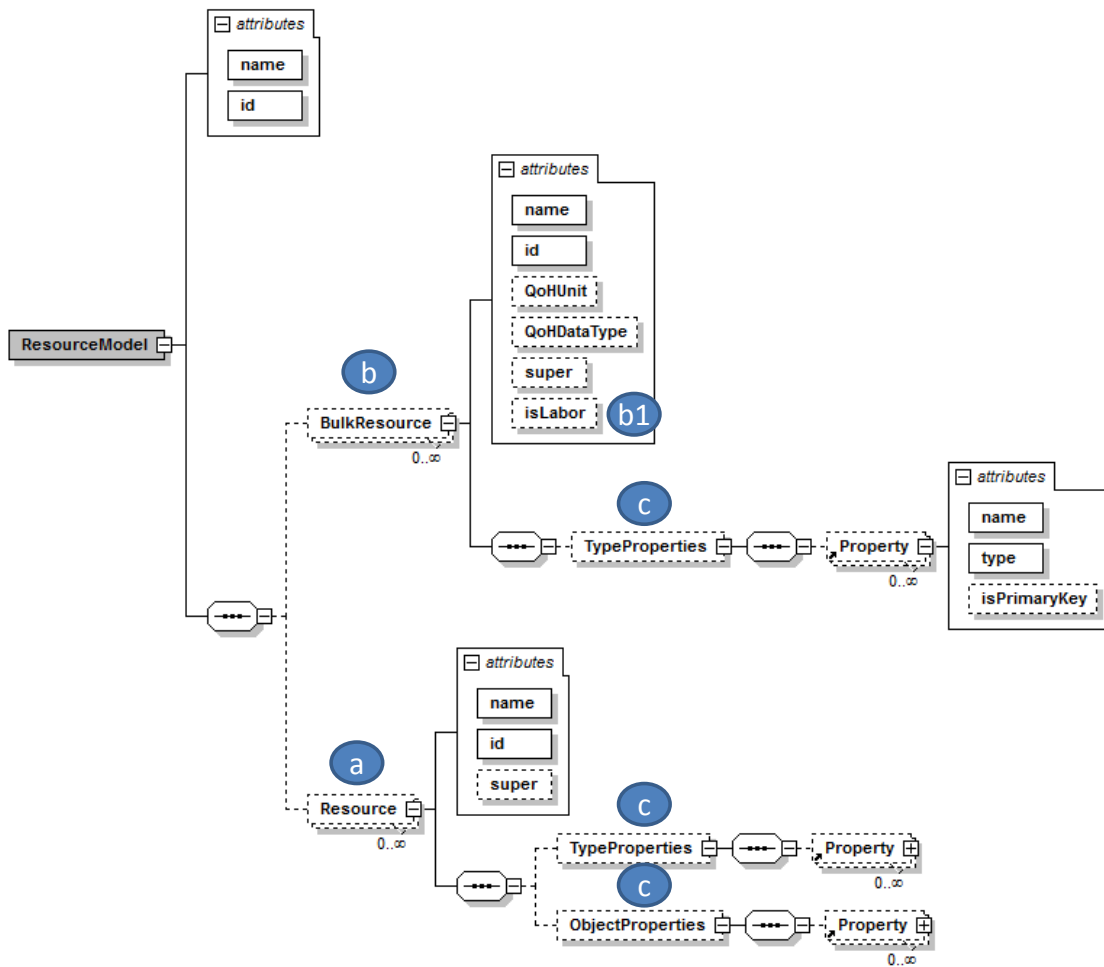 attributes
name
id
attributes
name
id
QoHUnit
QoHDataType
super
isLabor
b1
ResourceModel
b
BulkResource
0..∞
c
TypeProperties
Property
0..∞
attributes
name
type
isPrimaryKey
attributes
name
id
super
a
Resource
0..∞
c
TypeProperties
Property
0..∞
c
ObjectProperties
Property
0..∞